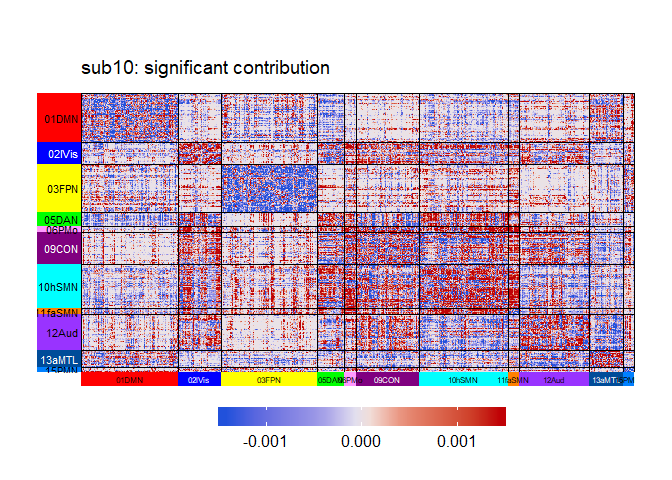 sub10: significant contribution
01DMN
02lVis
03FPN
05DAN
06PMo
09CON
10hSMN
11faSMN
12Aud
13aMTL
15PMN
01DMN 02lVis 03FPN 05DAN 06PMo 09CON 10hSMN 11faSMN 12Aud 13aMTL
-0.001 0.000 0.001